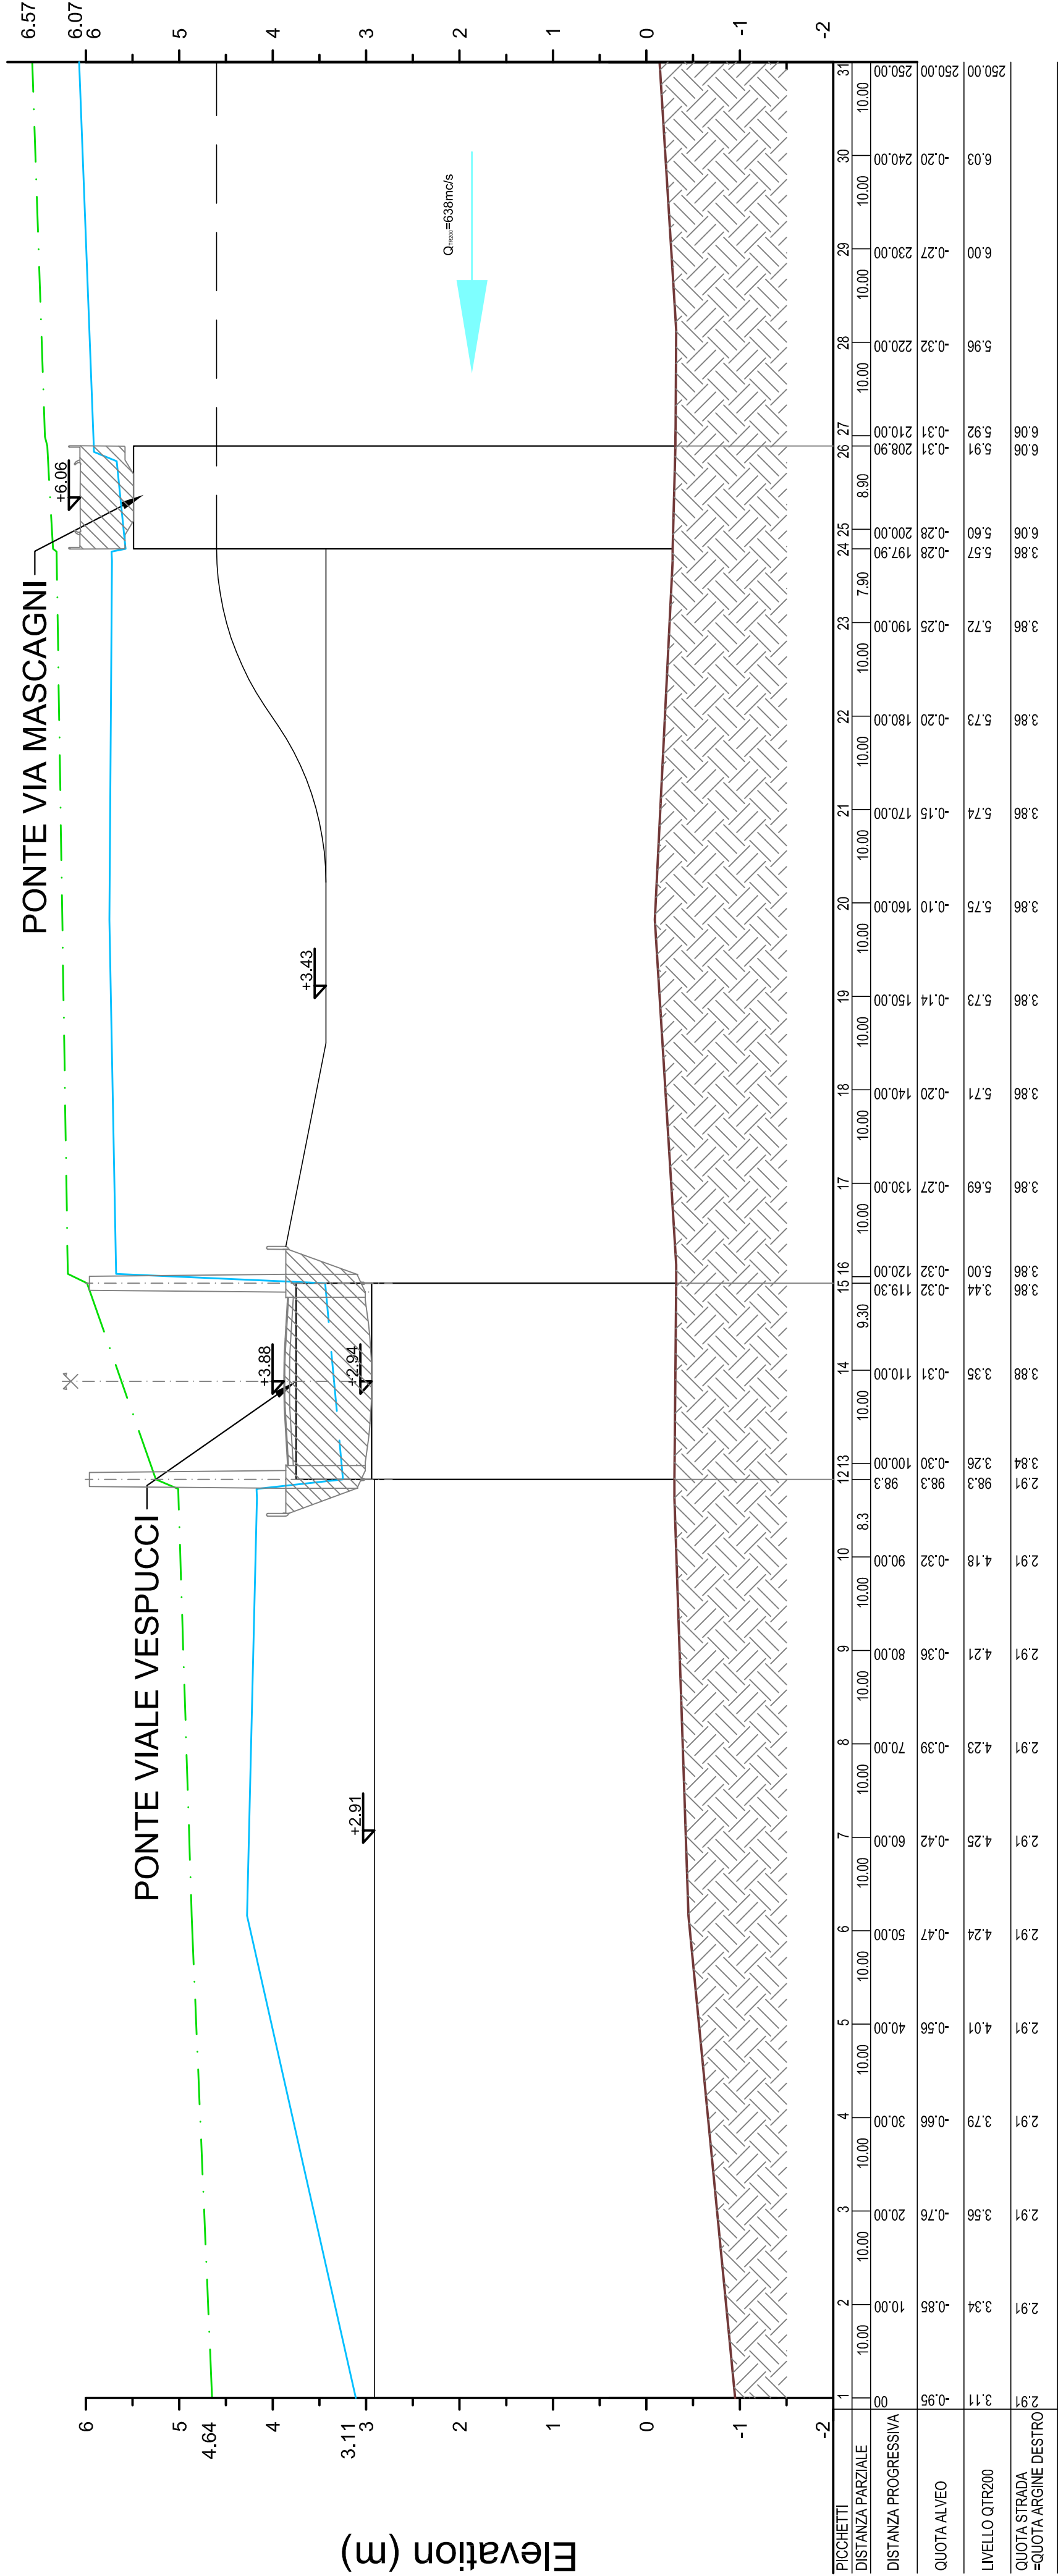 PONTE VIA MASCAGNI
PONTE VIALE VESPUCCI
Elevation (m)
6
5
4.64
4
3.11
3
2
1
0
-1
-2
6.57
6.07
6
5
4
3
2
1
0
-1
-2
+2.91
+3.88
+2.94
+3.43
+6.06
QTR200=638mc/s
PICCHETTI 1 2 3 4 5 6 7 8 9 10 12 13 14 15 16 17 18 19 20 21 22 23 24 25 26 27 28 29 30 31
DISTANZA PARZIALE 10.00 10.00 10.00 10.00 10.00 10.00 10.00 10.00 10.00 8.3 10.00 9.30 10.00 10.00 10.00 10.00 10.00 10.00 10.00 7.90 8.90 10.00 10.00 10.00 10.00
DISTANZA PROGRESSIVA 00 10.00 20.00 30.00 40.00 50.00 60.00 70.00 80.00 90.00 98.3 100.00 110.00 119.30 120.00 130.00 140.00 150.00 160.00 170.00 180.00 190.00 197.90 200.00 208.90 210.00 220.00 230.00 240.00 250.00
QUOTA ALVEO -0.95 -0.85 -0.76 -0.66 -0.56 -0.47 -0.42 -0.39 -0.36 -0.32 98.3 -0.30 -0.31 -0.32 -0.32 -0.27 -0.20 -0.14 -0.10 -0.15 -0.20 -0.25 -0.28 -0.28 -0.31 -0.31 -0.32 -0.27 -0.20 250.00
LIVELLO QTR200 3.11 3.34 3.56 3.79 4.01 4.24 4.25 4.23 4.21 4.18 98.3 3.26 3.35 3.44 5.00 5.69 5.71 5.73 5.75 5.74 5.73 5.72 5.57 5.60 5.91 5.92 5.96 6.00 6.03 250.00
QUOTA STRADA
=QUOTA ARGINE DESTRO 2.91 2.91 2.91 2.91 2.91 2.91 2.91 2.91 2.91 2.91 2.91 3.84 3.88 3.86 3.86 3.86 3.86 3.86 3.86 3.86 3.86 3.86 3.86 6.06 6.06 6.06